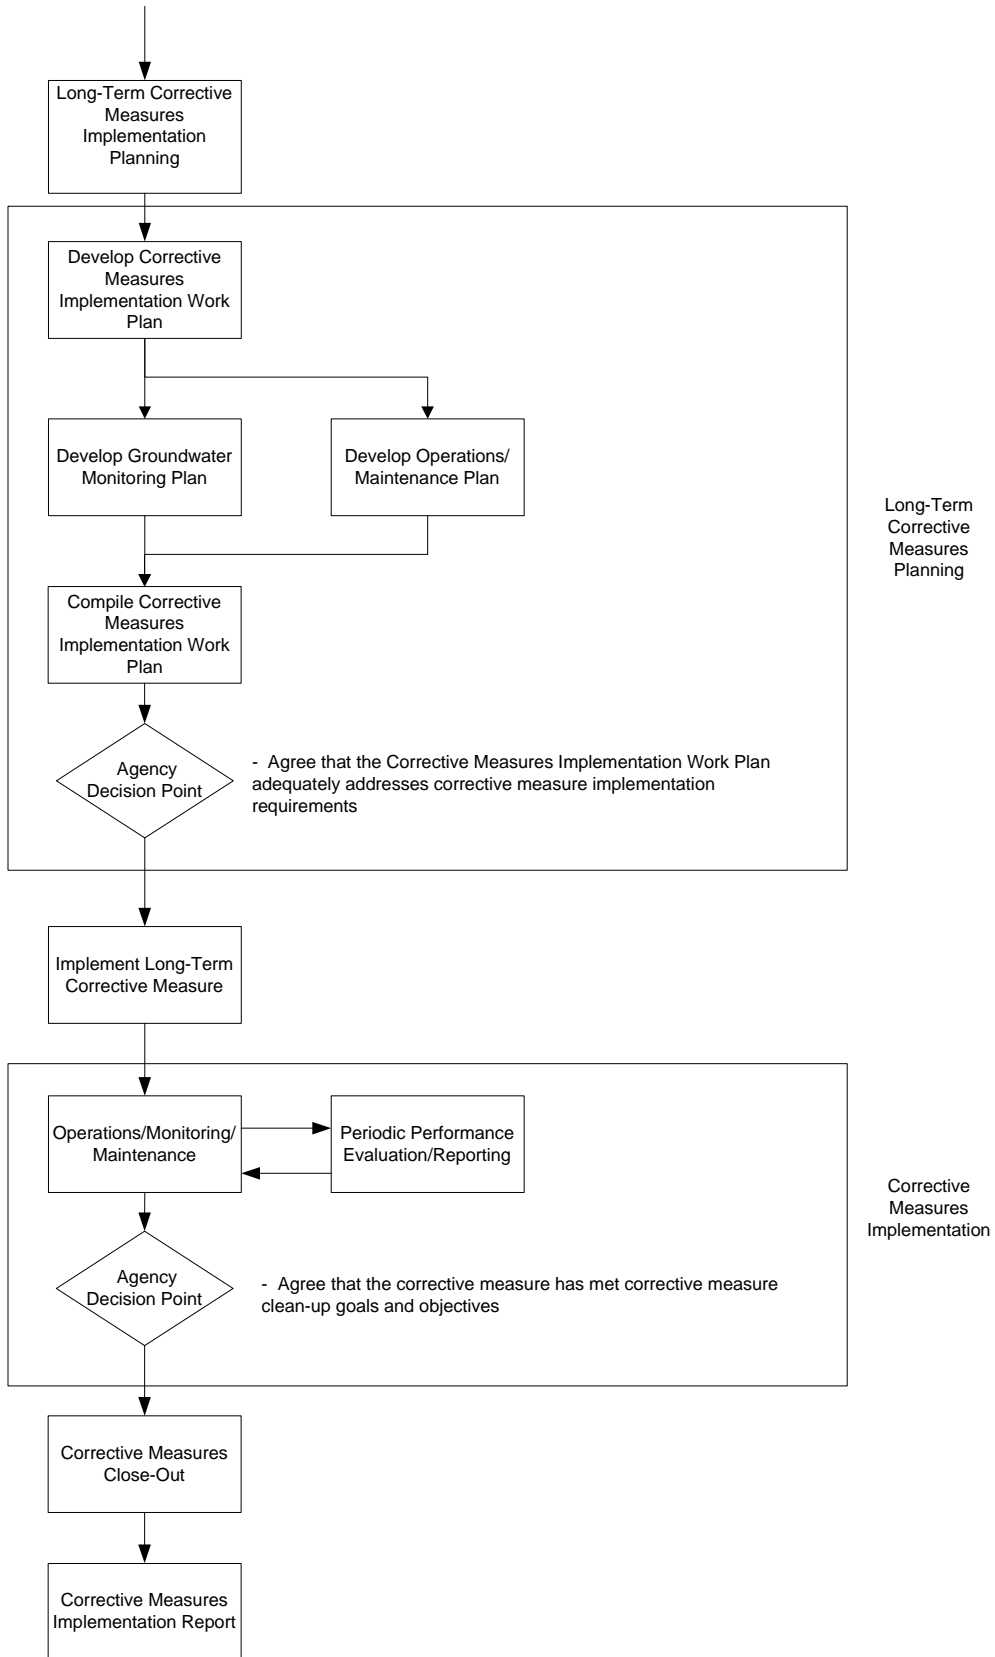 Long-Term Corrective
Measures
Implementation
Planning
Develop Corrective
Measures
Implementation Work
Plan
Develop Groundwater
Monitoring Plan
Develop Operations/
Maintenance Plan
Long-Term
Corrective
Measures
Planning
Compile Corrective
Measures
Implementation Work
Plan
Agency
Decision Point
- Agree that the Corrective Measures Implementation Work Plan
adequately addresses corrective measure implementation
requirements
Implement Long-Term
Corrective Measure
Operations/Monitoring/
Maintenance
Periodic Performance
Evaluation/Reporting
Corrective
Measures
Implementation
Agency
Decision Point
- Agree that the corrective measure has met corrective measure
clean-up goals and objectives
Corrective Measures
Close-Out
Corrective Measures
Implementation Report